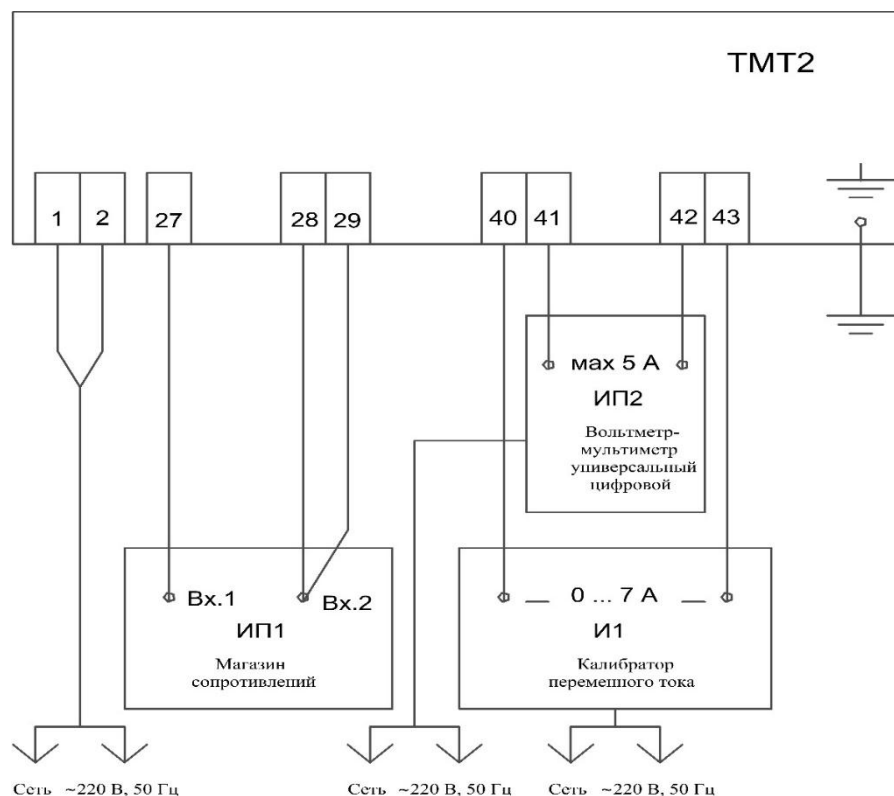 ТМТ2
1 2 27 28 29 40 41 42 43
мах 5 А
ИП2
Вольтметр-
мультиметр
универсальный
цифровой
Вх.1 Вх.2
ИП1
Магазин
сопротивлений
0 ... 7 А
И1
Калибратор
переменного тока
Сеть ~220 В, 50 Гц
Сеть ~220 В, 50 Гц
Сеть ~220 В, 50 Гц